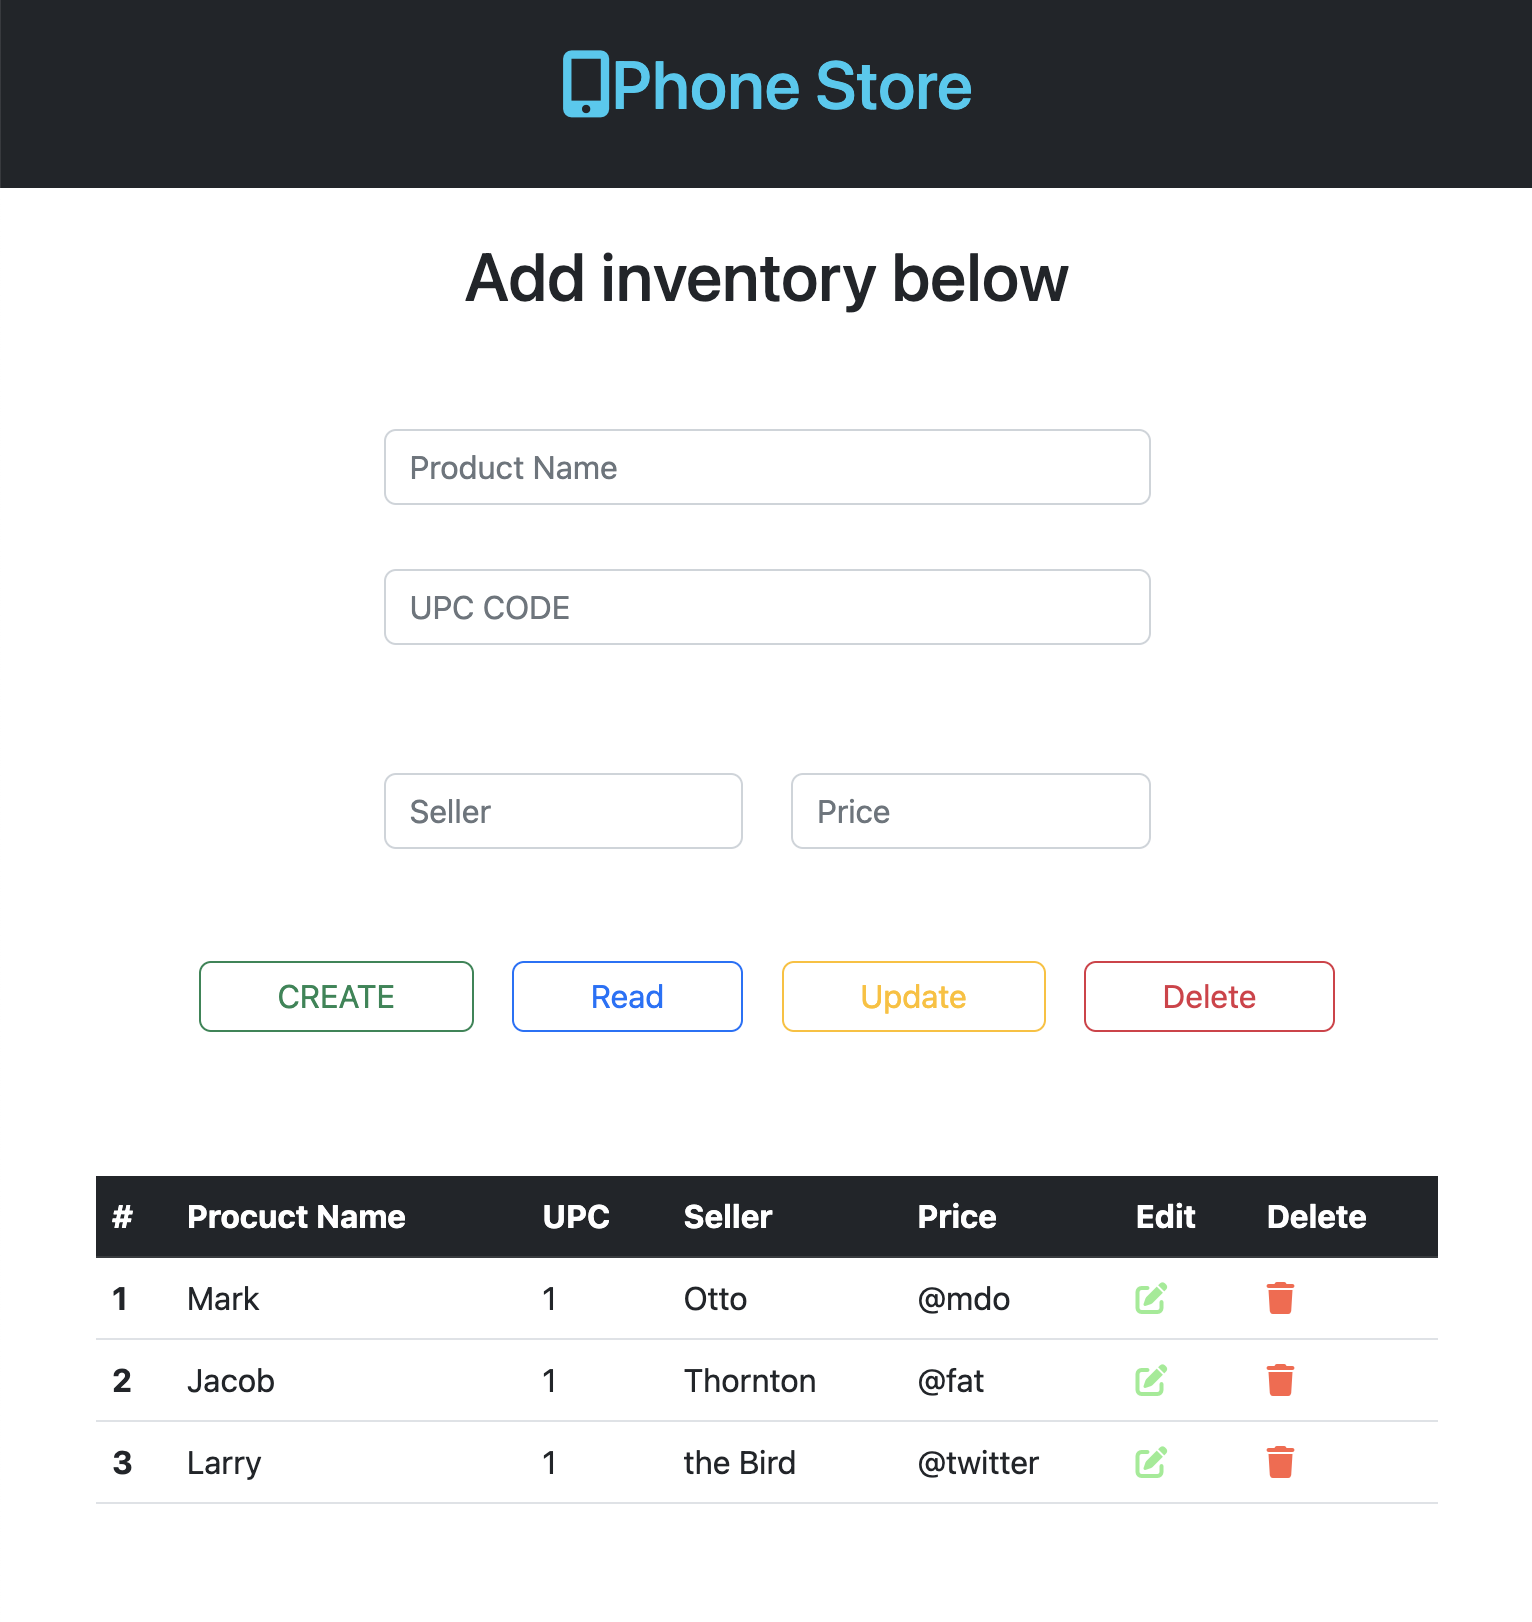 Phone Store
Add inventory below
Product Name
UPC CODE
Seller Price
CREATE Read Update Delete
# Procuct Name UPC Seller Price Edit Delete
1 Mark 1 Otto @mdo
2 Jacob 1 Thornton @fat
3 Larry 1 the Bird @twitter